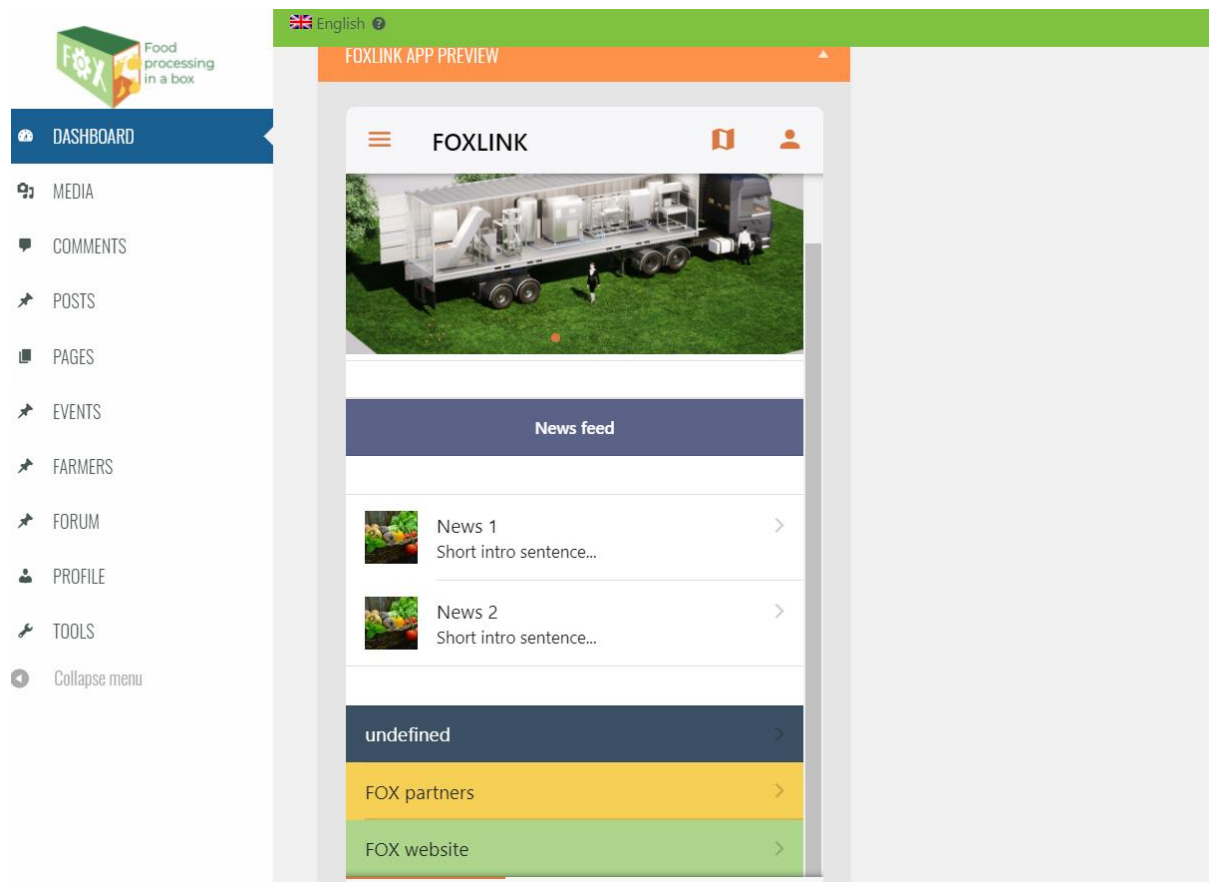 English
FOX
Food
processing
in a box
DASHBOARD
MEDIA
COMMENTS
POSTS
PAGES
EVENTS
FARMERS
FORUM
PROFILE
TOOLS
Collapse menu
FOXLINK APP PREVIEW
FOXLINK
News feed
News 1
Short intro sentence...
News 2
Short intro sentence...
undefined
FOX partners
FOX website